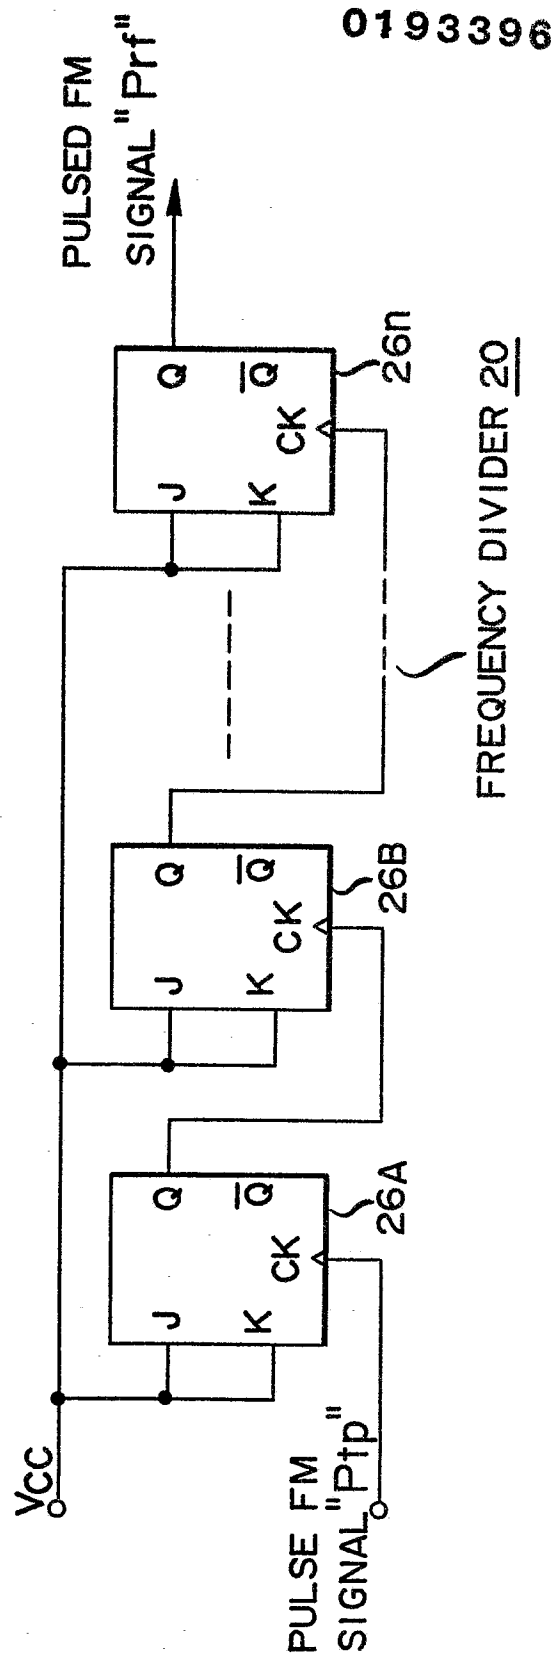 0193396
VCC
PULSE FM
SIGNAL "Ptp"
J
K
CK
Q
Q̅
26A
J
K
CK
Q
Q̅
26B
J
K
CK
Q
Q̅
26n
PULSED FM
SIGNAL "Prf"
FREQUENCY DIVIDER 20